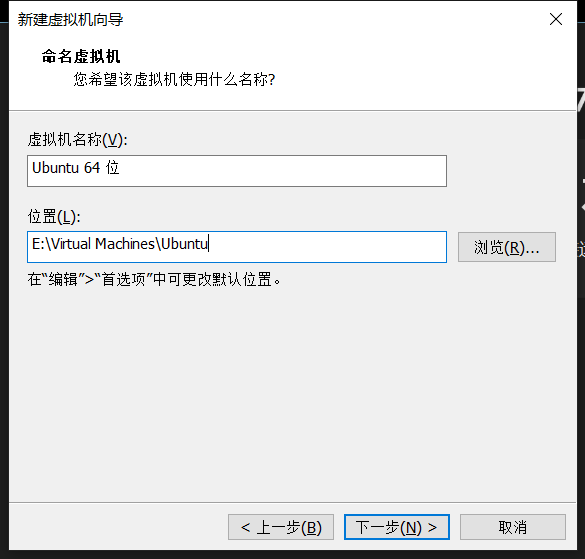 新建虚拟机向导
命名虚拟机
您希望该虚拟机使用什么名称?
虚拟机名称(V):
Ubuntu 64 位
位置(L):
E:\Virtual Machines\Ubuntu
浏览(R)...
在“编辑”>“首选项”中可更改默认位置。
< 上一步(B)
下一步(N) >
取消